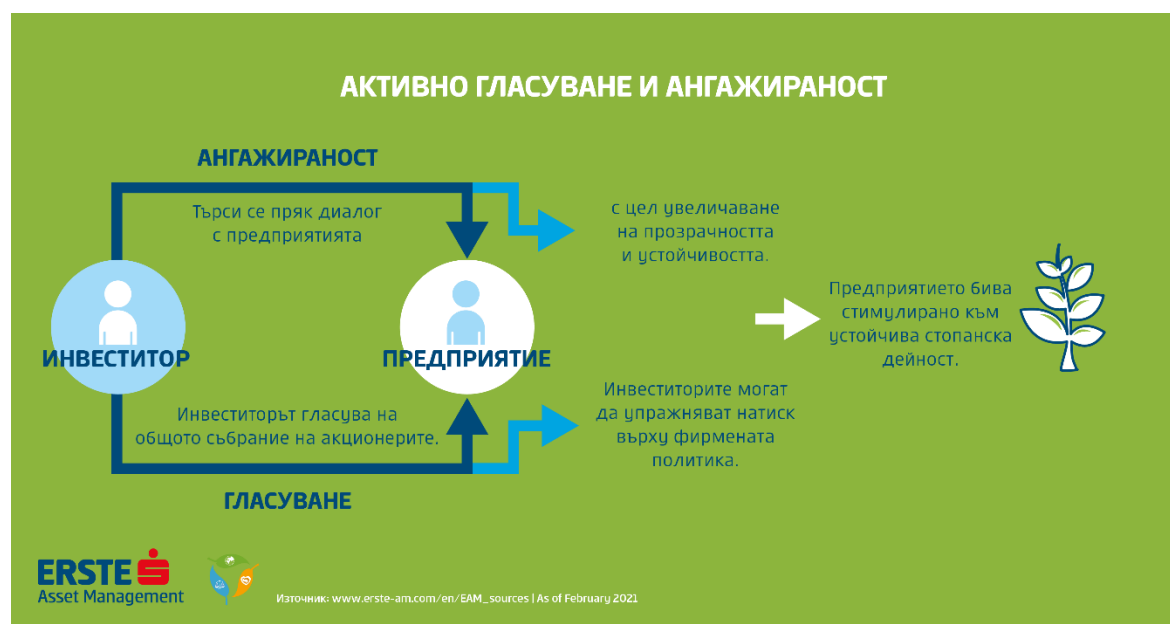 АКТИВНО ГЛАСУВАНЕ И АНГАЖИРАНОСТ
АНГАЖИРАНОСТ
Търси се пряк диалог
с предприятията
с цел увеличаване
на прозрачността
и устойчивостта.
ИНВЕСТИТОР
ПРЕДПРИЯТИЕ
Предприятието бива
стимулирано към
устойчива стопанска
дейност.
Инвеститорът гласува на
общото събрание на акционерите.
Инвеститорите могат
да упражняват натиск
върху фирмената
политика.
ГЛАСУВАНЕ
ERSTE
Asset Management
Източник: www.erste-am.com/en/EAM_sources | As of February 2021